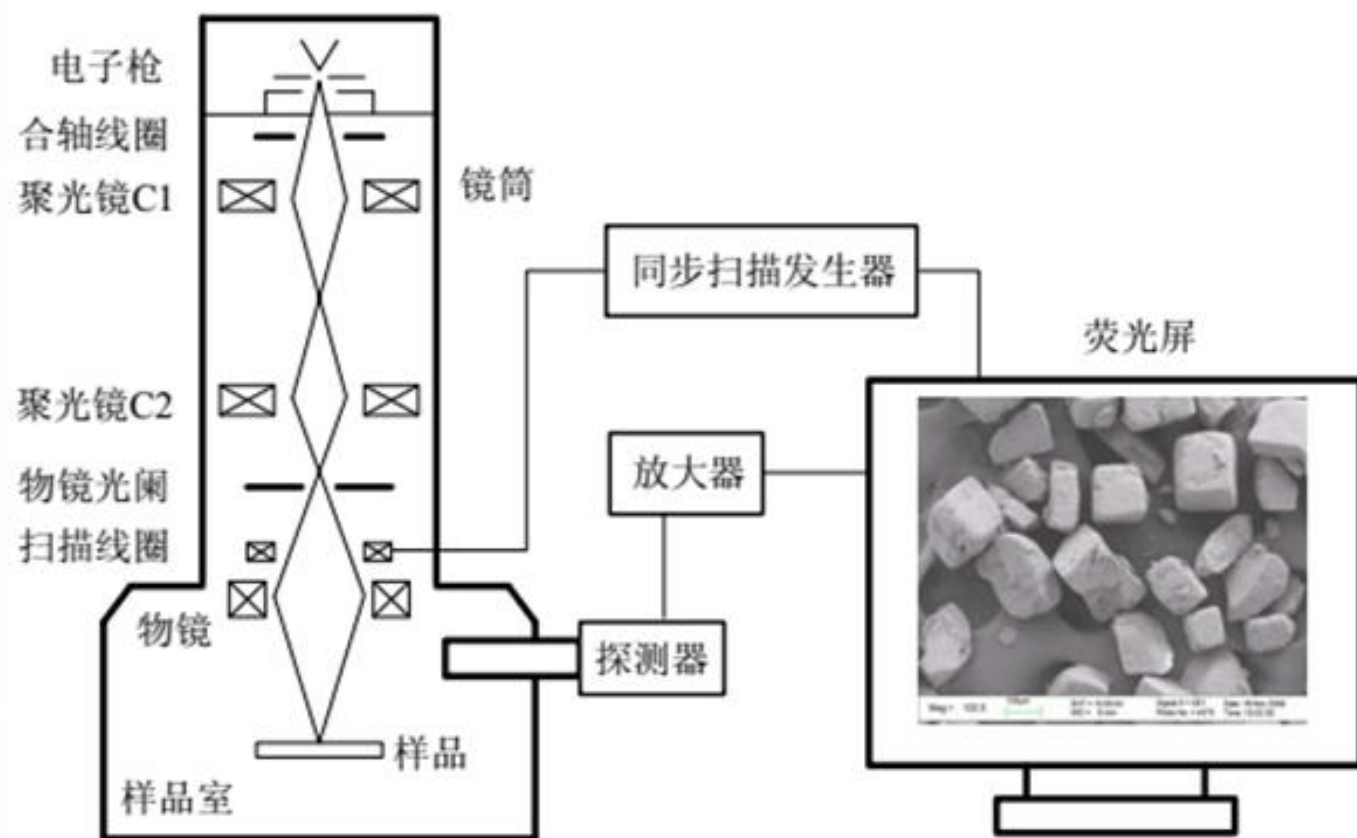 电子枪
合轴线圈
聚光镜C1
镜筒
同步扫描发生器
荧光屏
聚光镜C2
物镜光阑
放大器
扫描线圈
物镜
探测器
样品
样品室
Mag =